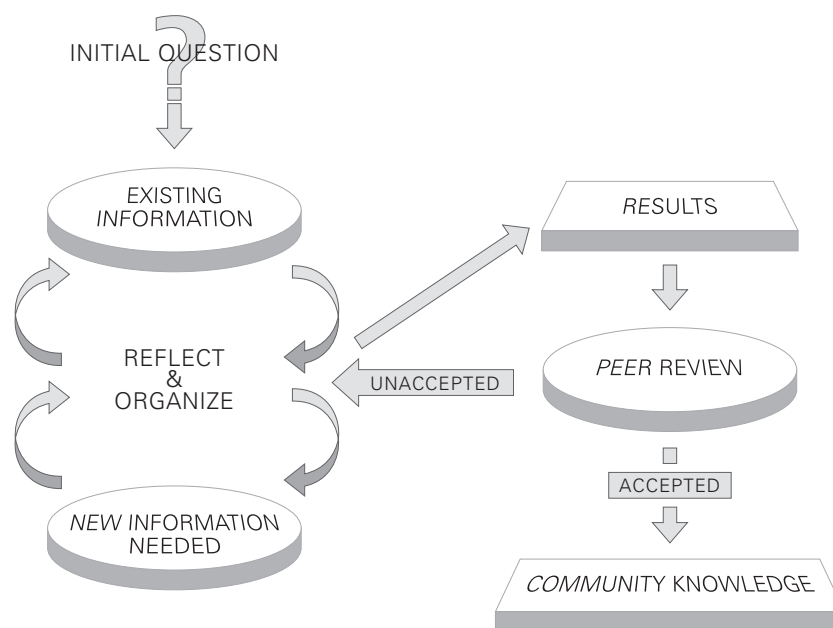 INITIAL QUESTION
EXISTING
INFORMATION
REFLECT
&
ORGANIZE
NEW INFORMATION
NEEDED
RESULTS
PEER REVIEW
UNACCEPTED
ACCEPTED
COMMUNITY KNOWLEDGE